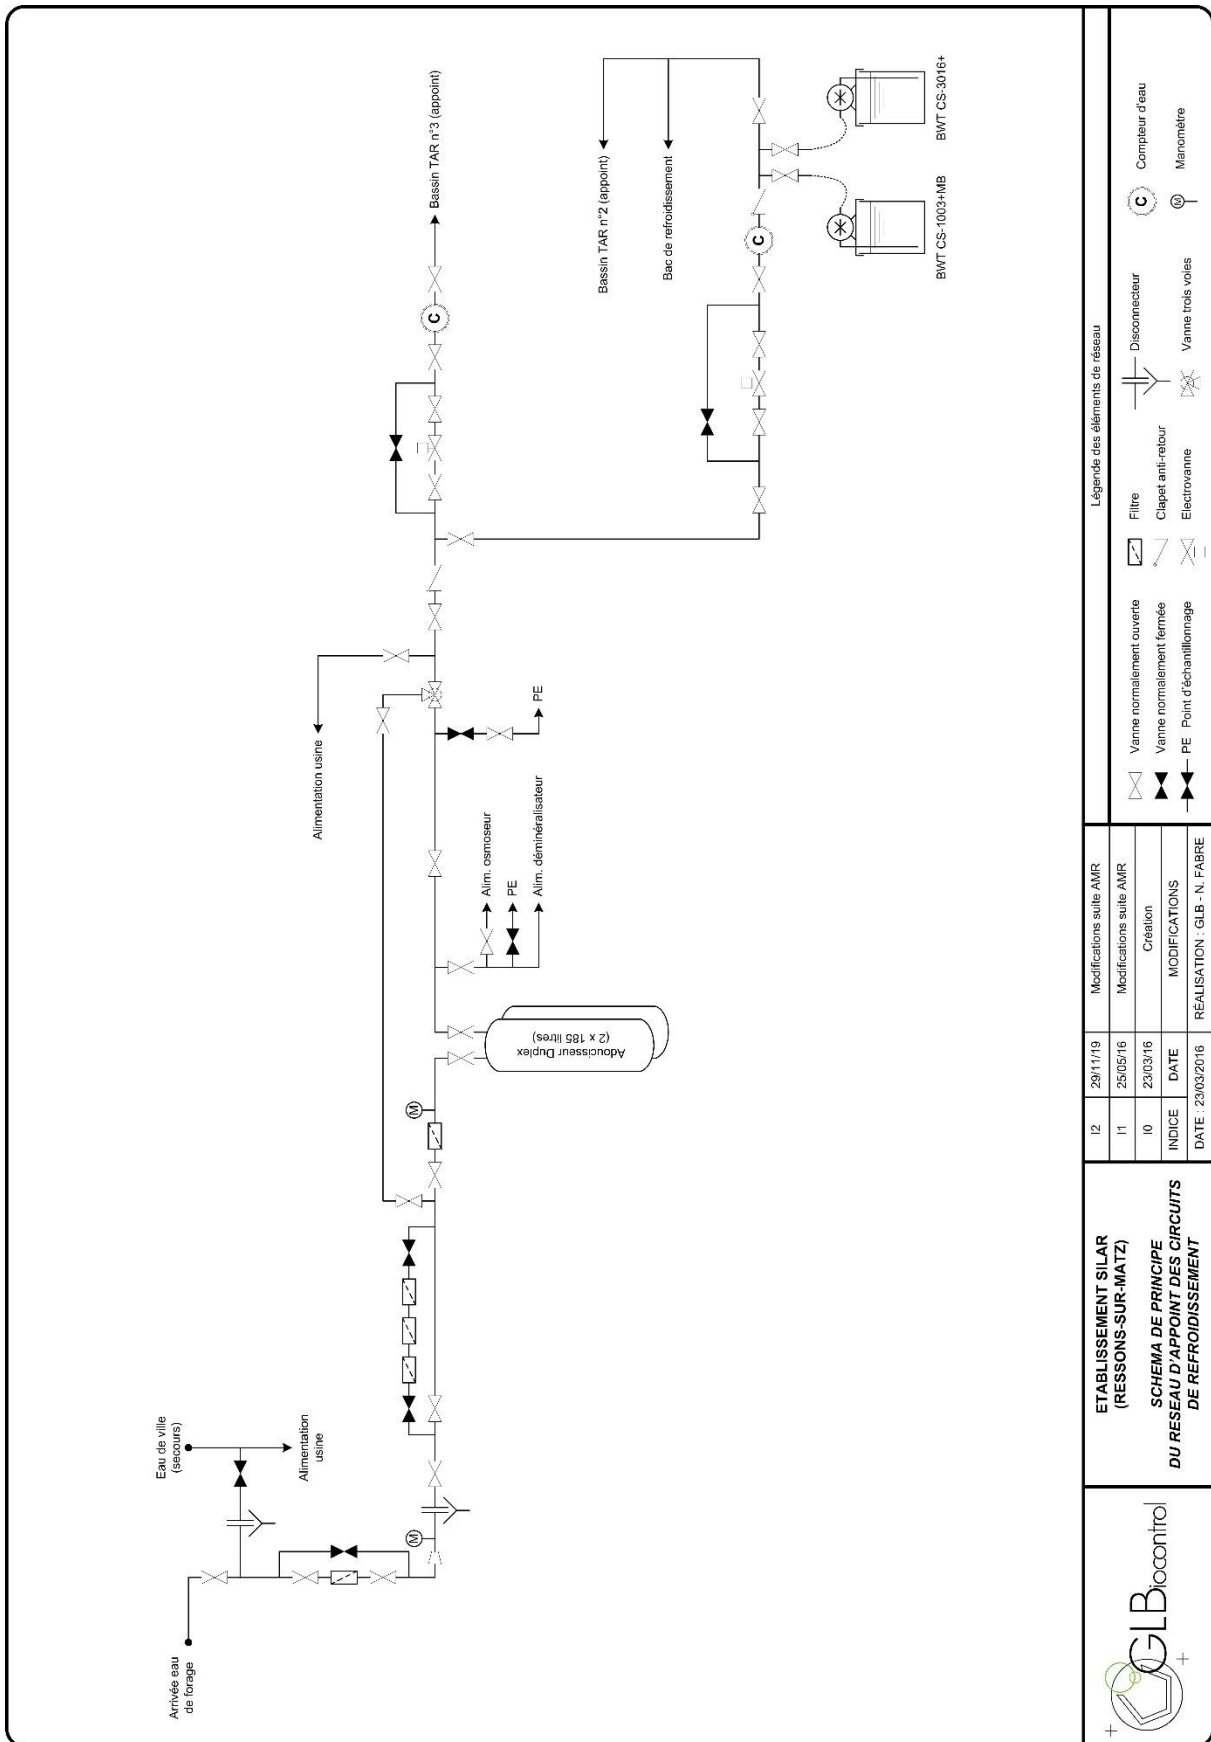 Arrivée eau
de forage
Eau de ville
(secours)
Alimentation
usine
M
M
Adoucisseur Duplex
(2 x 185 litres)
Alim. osmoseur
PE
Alim. déminéralisateur
PE
Alimentation usine
C
Bassin TAR n°3 (appoint)
Bassin TAR n°2 (appoint)
Bac de refroidissement
C
BWT CS-1003+MB
BWT CS-3016+
GLBiocontrol
ETABLISSEMENT SILAR
(RESSONS-SUR-MATZ)
SCHEMA DE PRINCIPE
DU RESEAU D'APPOINT DES CIRCUITS
DE REFROIDISSEMENT
I2 29/11/19 Modifications suite AMR
I1 25/05/16 Modifications suite AMR
I0 23/03/16 Création
INDICE DATE MODIFICATIONS
DATE : 23/03/2016 RÉALISATION : GLB - N. FABRE
Légende des éléments de réseau
Vanne normalement ouverte
Vanne normalement fermée
PE Point d'échantillonnage
Filtre
Clapet anti-retour
Electrovanne
Disconnecteur
Vanne trois voies
C Compteur d'eau
M Manomètre